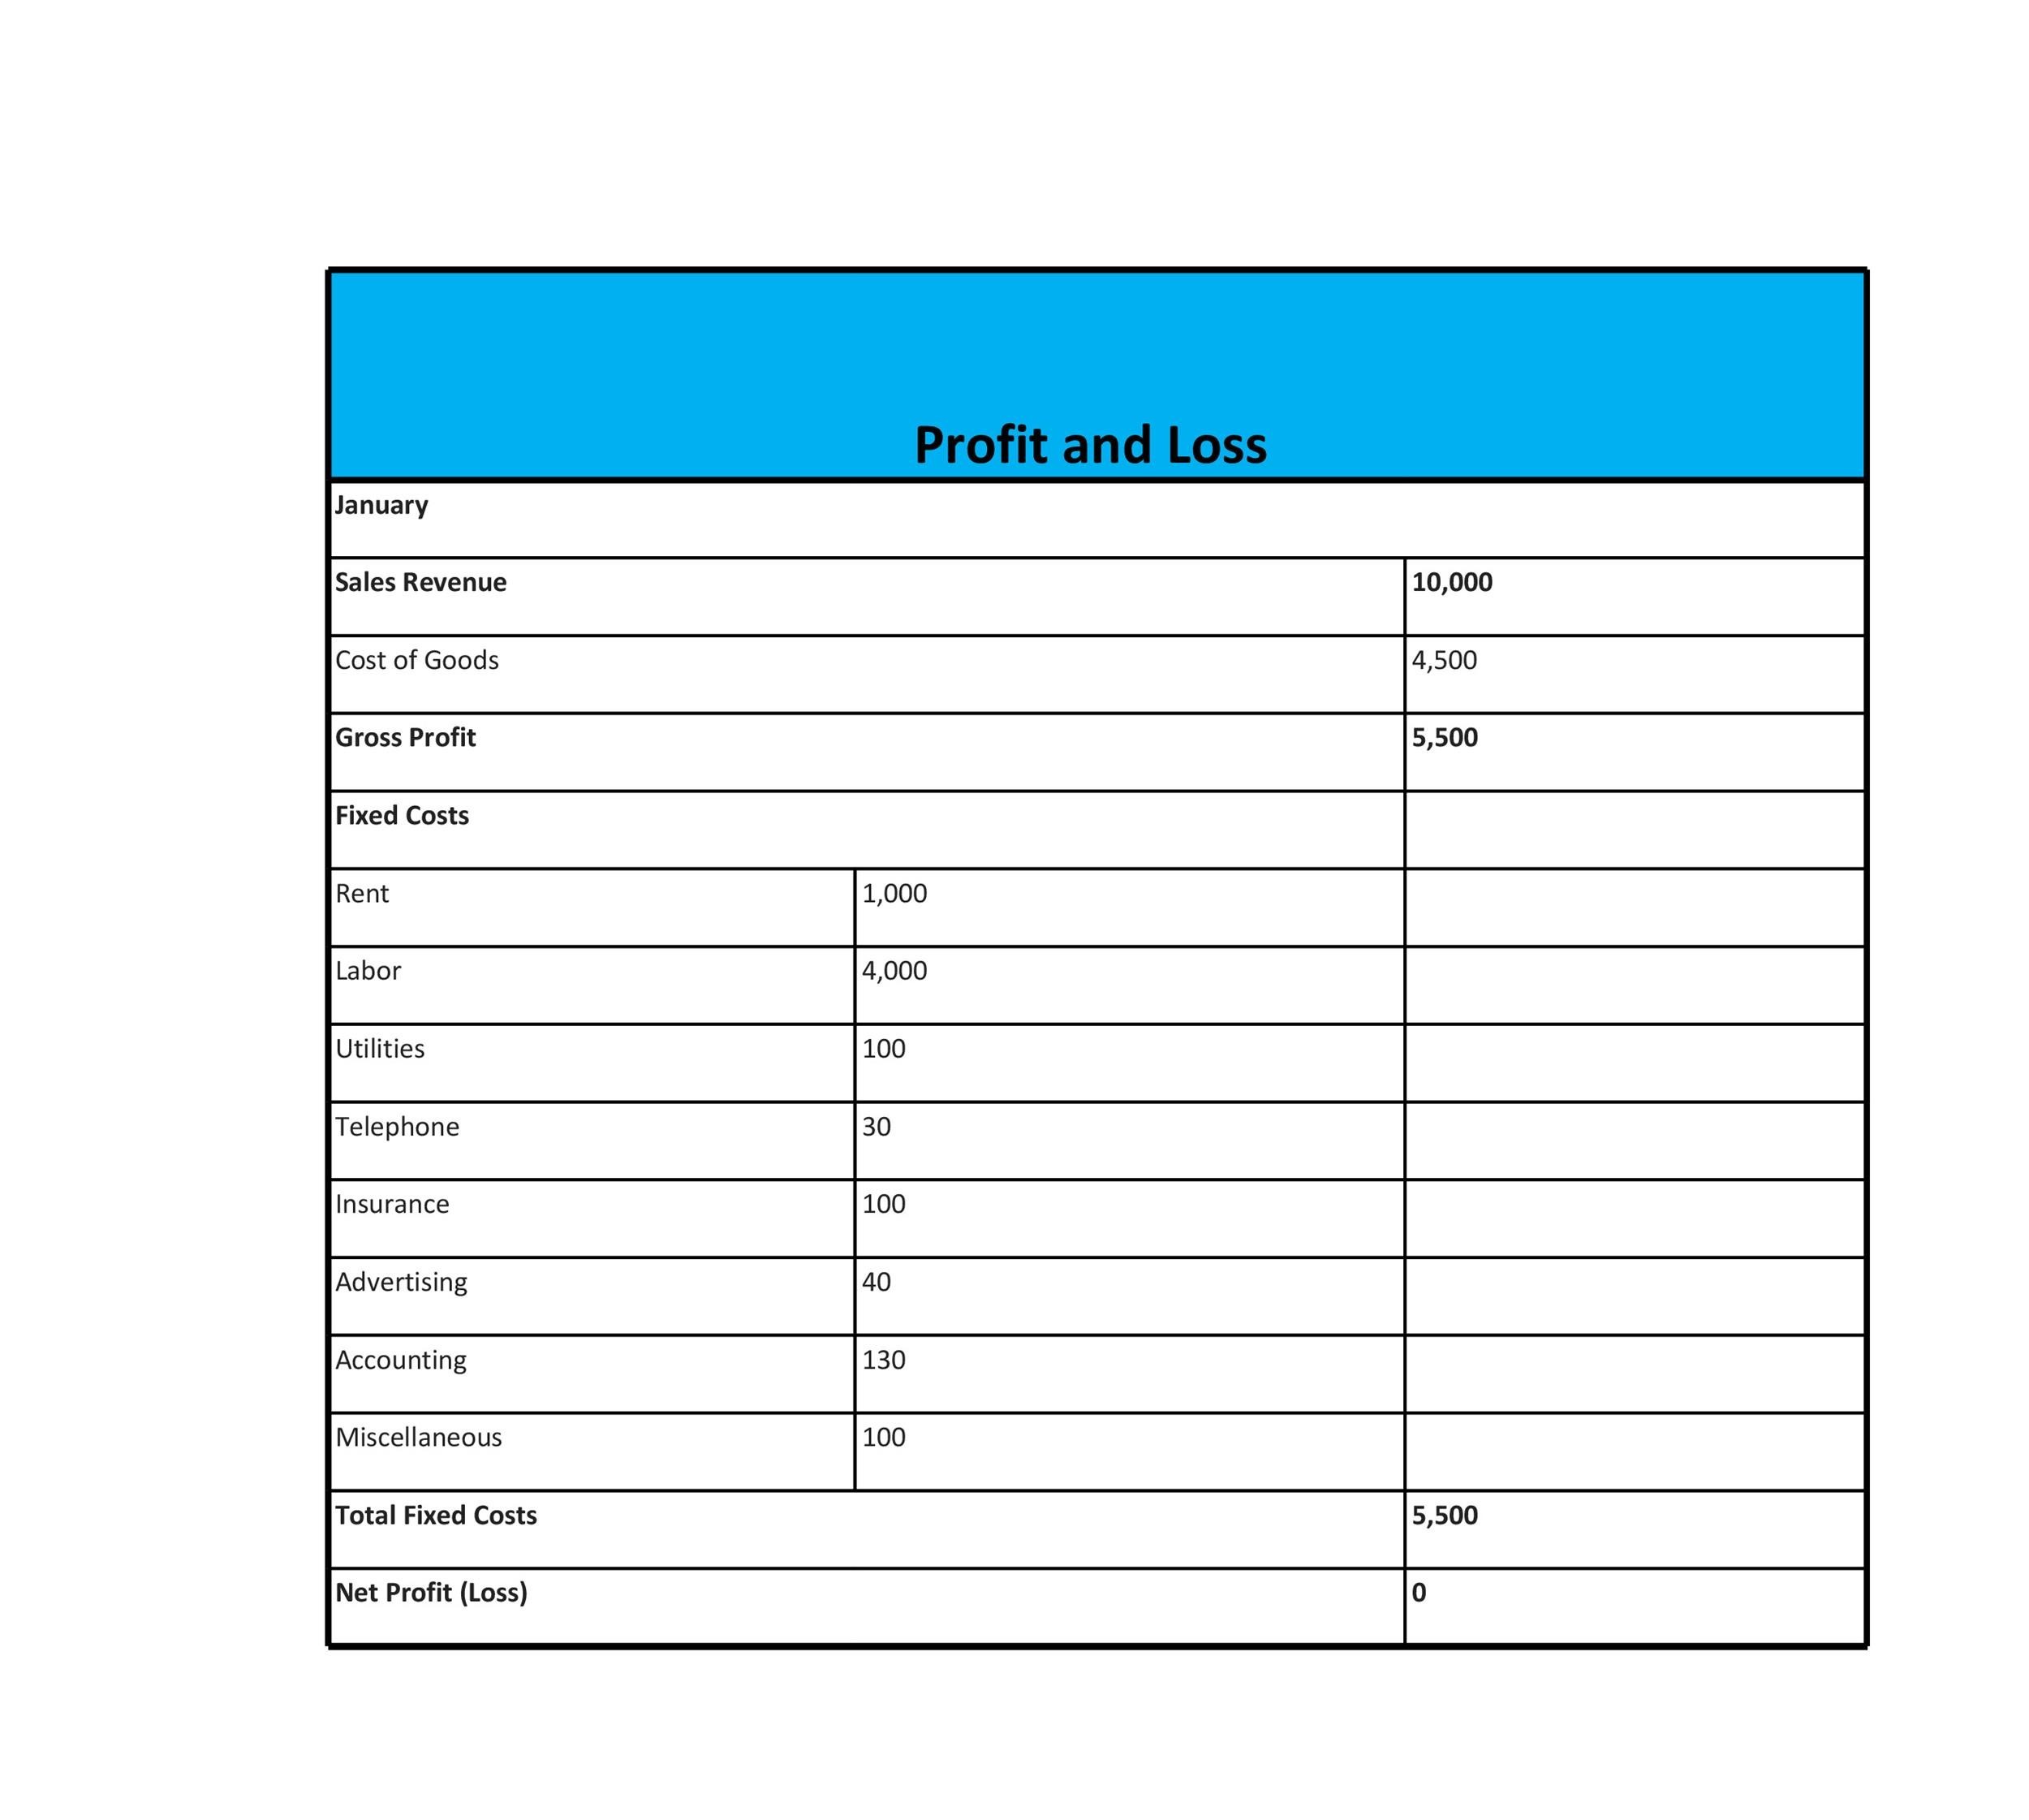 Profit and Loss
January
Sales Revenue 10,000
Cost of Goods 4,500
Gross Profit 5,500
Fixed Costs
Rent 1,000
Labor 4,000
Utilities 100
Telephone 30
Insurance 100
Advertising 40
Accounting 130
Miscellaneous 100
Total Fixed Costs 5,500
Net Profit (Loss) 0